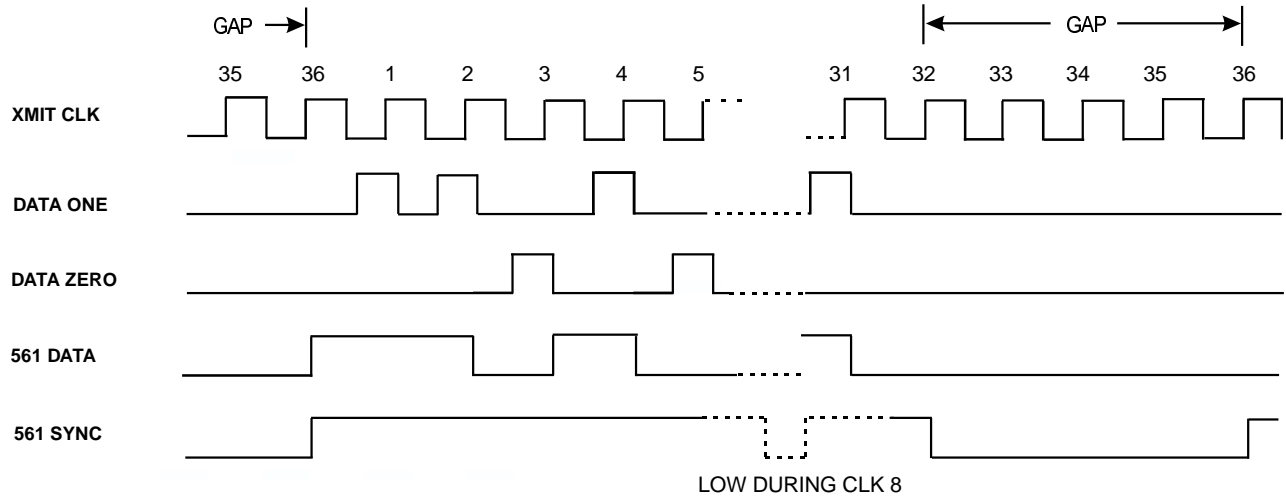 GAP
GAP
35 36 1 2 3 4 5 31 32 33 34 35 36
XMIT CLK
DATA ONE
DATA ZERO
561 DATA
561 SYNC
LOW DURING CLK 8